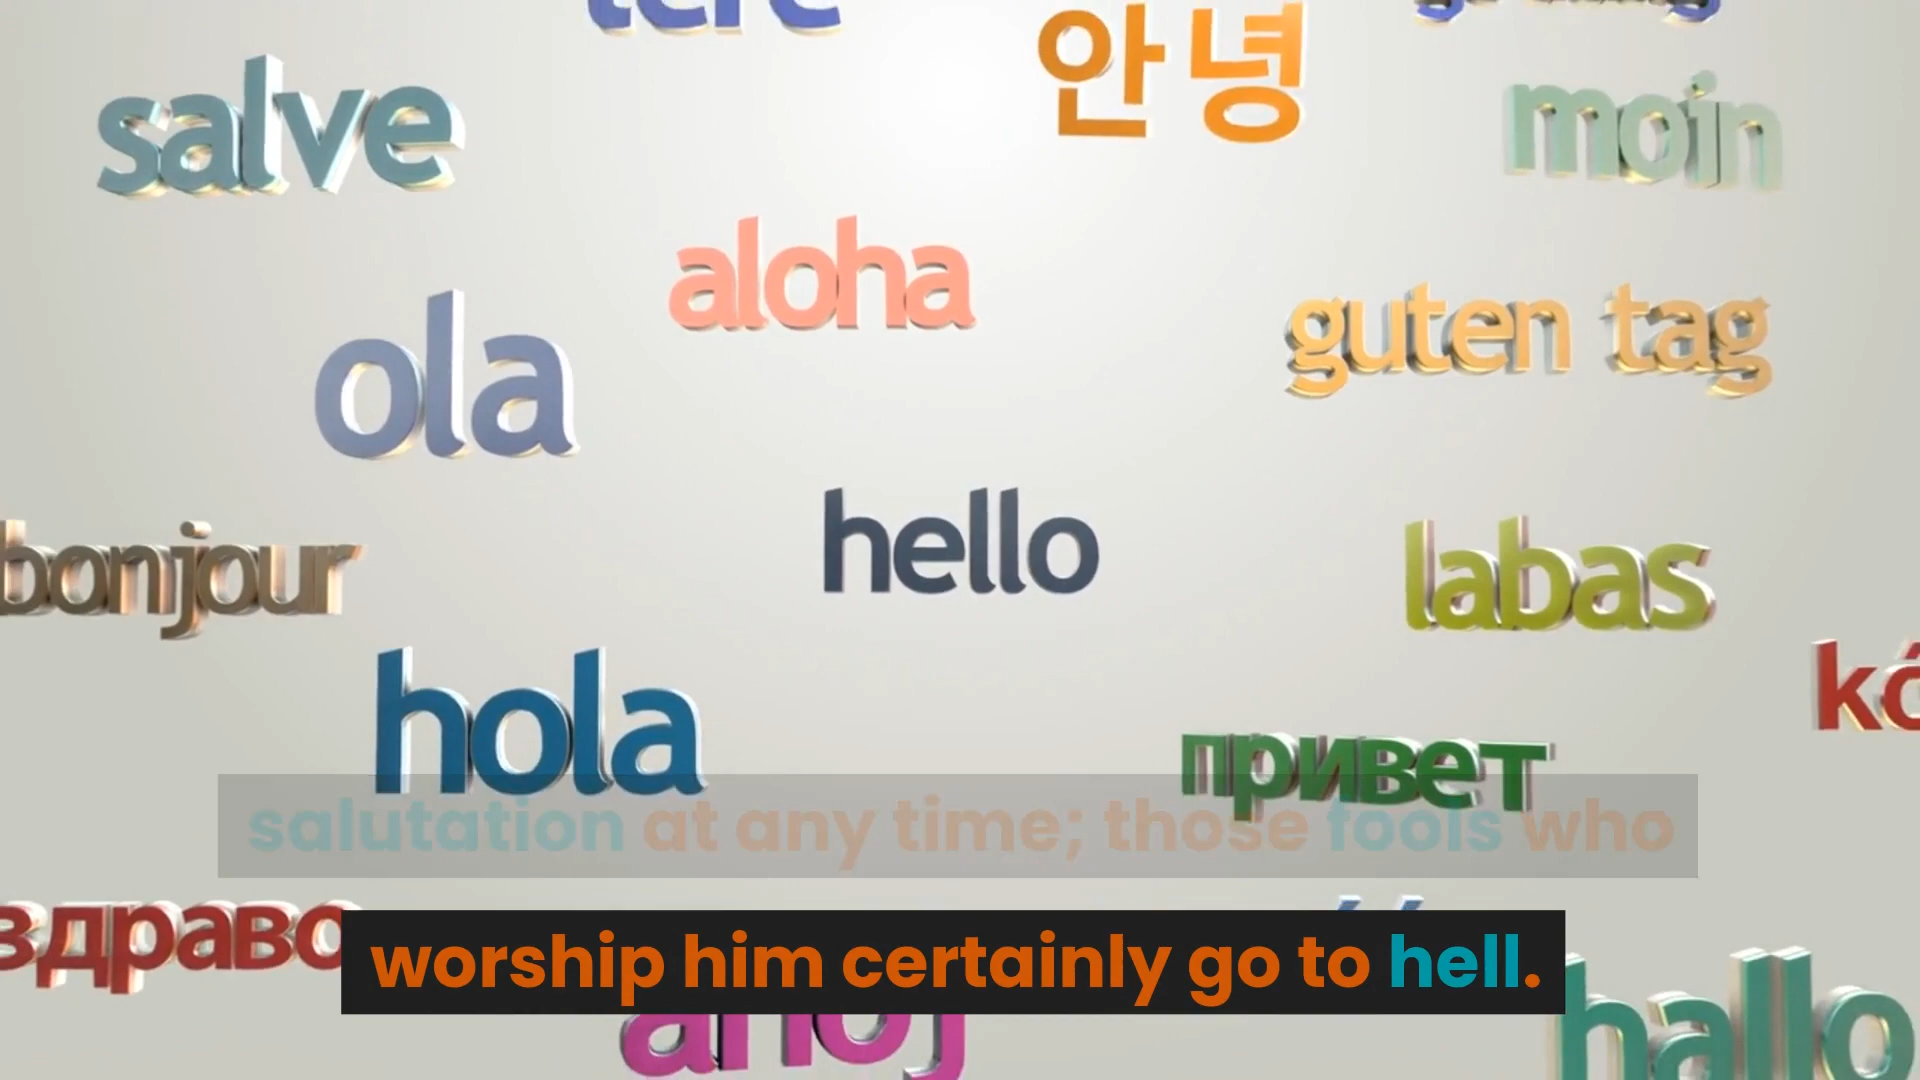 tere
안녕
salve
moin
aloha
ola
guten tag
hello
bonjour
labas
hola
привет
salutation at any time; those fools who
здраво
worship him certainly go to hell.
ahoj
hallo